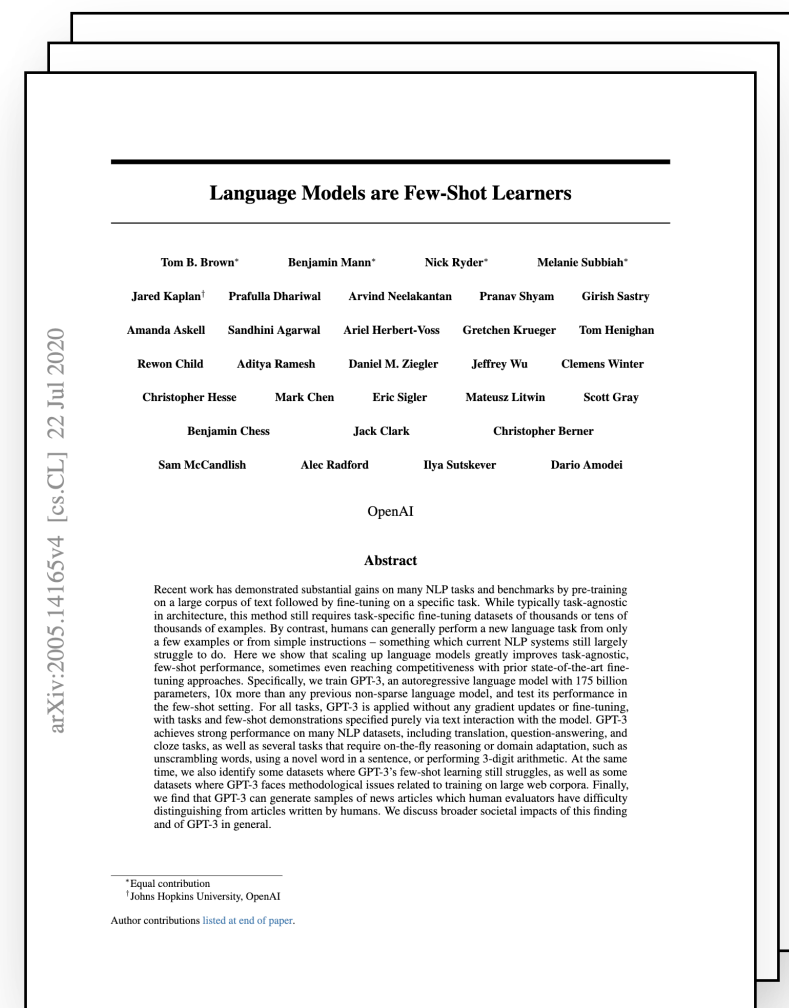 Language Models are Few-Shot Learners
Tom B. Brown* Benjamin Mann* Nick Ryder* Melanie Subbiah*
Jared Kaplan† Prafulla Dhariwal Arvind Neelakantan Pranav Shyam Girish Sastry
Amanda Askell Sandhini Agarwal Ariel Herbert-Voss Gretchen Krueger Tom Henighan
Rewon Child Aditya Ramesh Daniel M. Ziegler Jeffrey Wu Clemens Winter
Christopher Hesse Mark Chen Eric Sigler Mateusz Litwin Scott Gray
Benjamin Chess Jack Clark Christopher Berner
Sam McCandlish Alec Radford Ilya Sutskever Dario Amodei
OpenAI
Abstract
Recent work has demonstrated substantial gains on many NLP tasks and benchmarks by pre-training
on a large corpus of text followed by fine-tuning on a specific task. While typically task-agnostic
in architecture, this method still requires task-specific fine-tuning datasets of thousands or tens of
thousands of examples. By contrast, humans can generally perform a new language task from only
a few examples or from simple instructions – something which current NLP systems still largely
struggle to do. Here we show that scaling up language models greatly improves task-agnostic,
few-shot performance, sometimes even reaching competitiveness with prior state-of-the-art fine-
tuning approaches. Specifically, we train GPT-3, an autoregressive language model with 175 billion
parameters, 10x more than any previous non-sparse language model, and test its performance in
the few-shot setting. For all tasks, GPT-3 is applied without any gradient updates or fine-tuning,
with tasks and few-shot demonstrations specified purely via text interaction with the model. GPT-3
achieves strong performance on many NLP datasets, including translation, question-answering, and
cloze tasks, as well as several tasks that require on-the-fly reasoning or domain adaptation, such as
unscrambling words, using a novel word in a sentence, or performing 3-digit arithmetic. At the same
time, we also identify some datasets where GPT-3's few-shot learning still struggles, as well as some
datasets where GPT-3 faces methodological issues related to training on large web corpora. Finally,
we find that GPT-3 can generate samples of news articles which human evaluators have difficulty
distinguishing from articles written by humans. We discuss broader societal impacts of this finding
and of GPT-3 in general.
*Equal contribution
†Johns Hopkins University, OpenAI
Author contributions listed at end of paper.
arXiv:2005.14165v4 [cs.CL] 22 Jul 2020